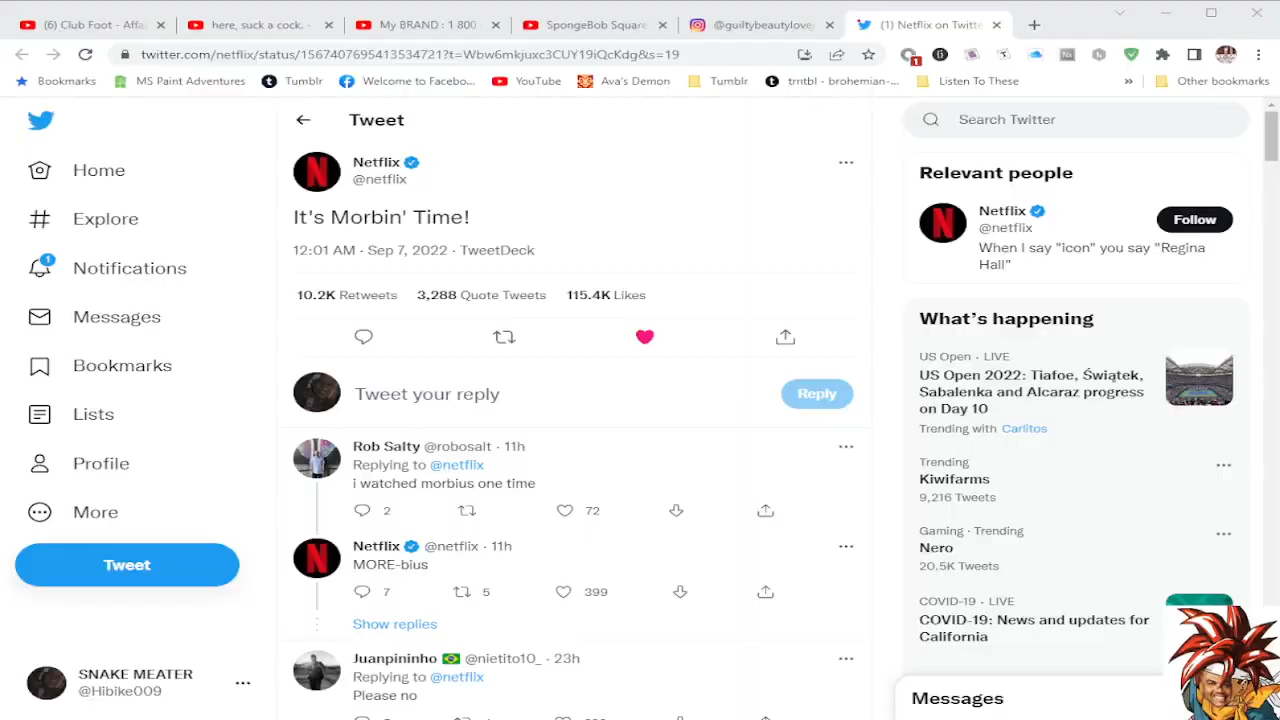 (6) Club Foot - Affa
here, suck a cock. -
My BRAND : 1 800
SpongeBob Square
@guiltybeautylove
(1) Netflix on Twitte
twitter.com/netflix/status/1567407695413534721?t=Wbw6mkjuxc3CUY19iQcKdg&s=19
1
Bookmarks
MS Paint Adventures
Tumblr
Welcome to Facebo...
YouTube
Ava's Demon
Tumblr
trntbl - brohemian-...
Listen To These
»
Other bookmarks
Home
Explore
1
Notifications
Messages
Bookmarks
Lists
Profile
More
Tweet
SNAKE MEATER
@Hibike009
Tweet
Netflix
@netflix
It's Morbin' Time!
12:01 AM · Sep 7, 2022 · TweetDeck
10.2K Retweets 3,288 Quote Tweets 115.4K Likes
Tweet your reply
Reply
Rob Salty @robosalt · 11h
Replying to @netflix
i watched morbius one time
2 72
Netflix @netflix · 11h
MORE-bius
7 5 399
Show replies
Juanpininho 🇧🇷 @nietito10_ · 23h
Replying to @netflix
Please no
Search Twitter
Relevant people
Netflix
@netflix
Follow
When I say "icon" you say "Regina
Hall"
What's happening
US Open · LIVE
US Open 2022: Tiafoe, Świątek,
Sabalenka and Alcaraz progress
on Day 10
Trending with Carlitos
Trending
Kiwifarms
9,216 Tweets
Gaming · Trending
Nero
20.5K Tweets
COVID-19 · LIVE
COVID-19: News and updates for
California
Messages